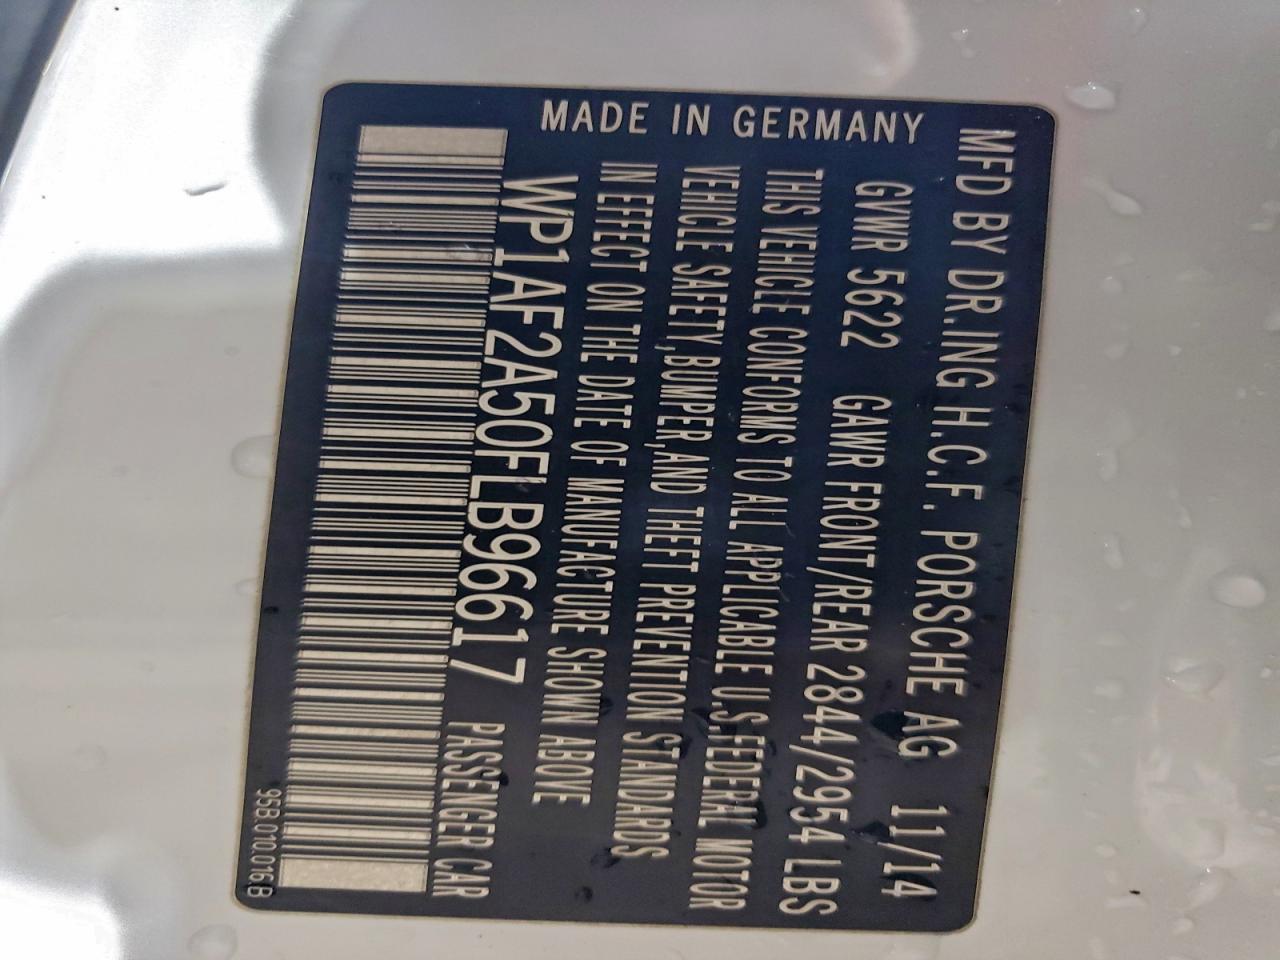 MFD BY DR.ING H.C.F. PORSCHE AG 11/14
GVWR 5622 GAWR FRONT/REAR 2844/2954 LBS
THIS VEHICLE CONFORMS TO ALL APPLICABLE U.S.FEDERAL MOTOR
VEHICLE SAFETY,BUMPER,AND THEFT PREVENTION STANDARDS
IN EFFECT ON THE DATE OF MANUFACTURE SHOWN ABOVE
WP1AF2A50FLB96617 PASSENGER CAR
MADE IN GERMANY
95B.010.016B